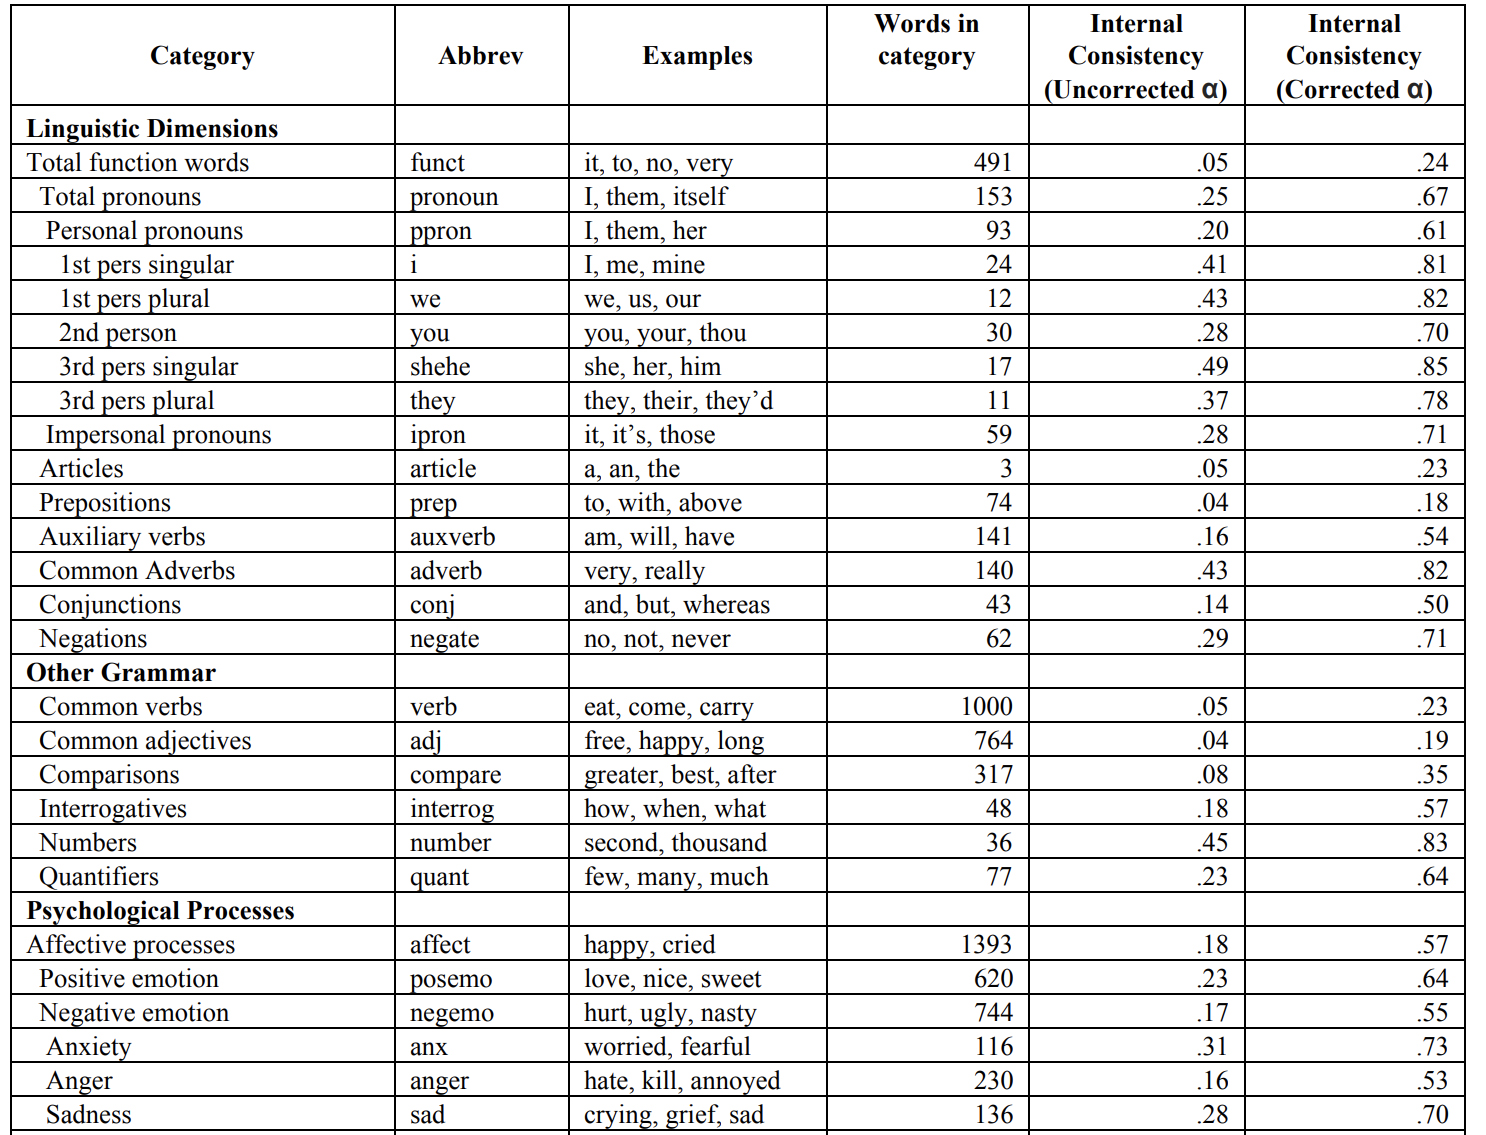 Category Abbrev Examples Words in category Internal Consistency (Uncorrected α) Internal Consistency (Corrected α)
Linguistic Dimensions
Total function words funct it, to, no, very 491 .05 .24
Total pronouns pronoun I, them, itself 153 .25 .67
Personal pronouns ppron I, them, her 93 .20 .61
1st pers singular i I, me, mine 24 .41 .81
1st pers plural we we, us, our 12 .43 .82
2nd person you you, your, thou 30 .28 .70
3rd pers singular shehe she, her, him 17 .49 .85
3rd pers plural they they, their, they’d 11 .37 .78
Impersonal pronouns ipron it, it’s, those 59 .28 .71
Articles article a, an, the 3 .05 .23
Prepositions prep to, with, above 74 .04 .18
Auxiliary verbs auxverb am, will, have 141 .16 .54
Common Adverbs adverb very, really 140 .43 .82
Conjunctions conj and, but, whereas 43 .14 .50
Negations negate no, not, never 62 .29 .71
Other Grammar
Common verbs verb eat, come, carry 1000 .05 .23
Common adjectives adj free, happy, long 764 .04 .19
Comparisons compare greater, best, after 317 .08 .35
Interrogatives interrog how, when, what 48 .18 .57
Numbers number second, thousand 36 .45 .83
Quantifiers quant few, many, much 77 .23 .64
Psychological Processes
Affective processes affect happy, cried 1393 .18 .57
Positive emotion posemo love, nice, sweet 620 .23 .64
Negative emotion negemo hurt, ugly, nasty 744 .17 .55
Anxiety anx worried, fearful 116 .31 .73
Anger anger hate, kill, annoyed 230 .16 .53
Sadness sad crying, grief, sad 136 .28 .70